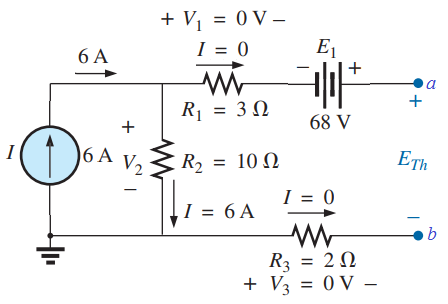 + V₁ = 0 V –
I = 0
6 A
E₁
– +
a
+
R₁ = 3 Ω
68 V
+
I
6 A
V₂
R₂ = 10 Ω
E_Th
–
I = 6 A
I = 0
–
b
R₃ = 2 Ω
+ V₃ = 0 V –